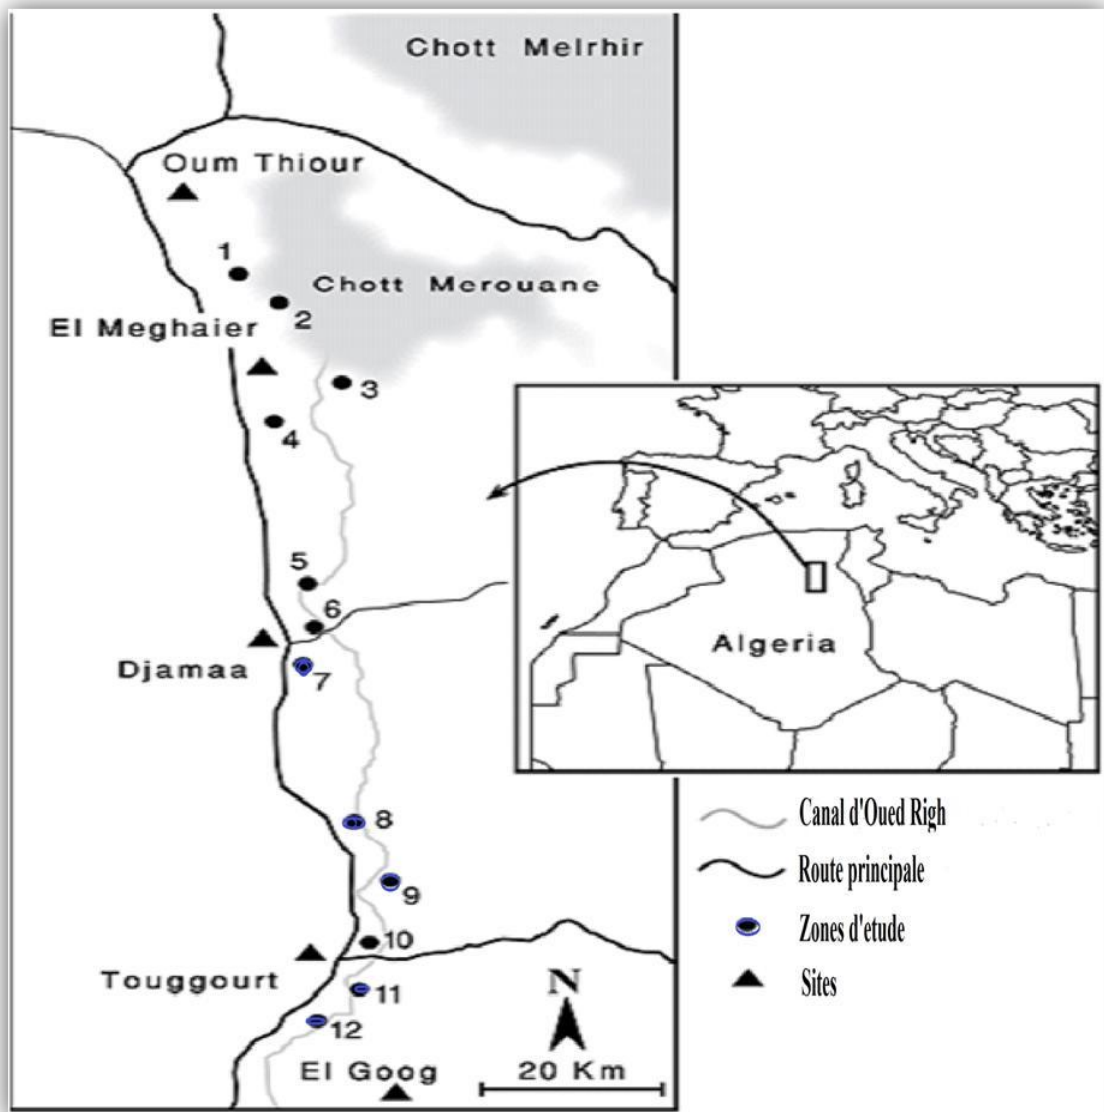 Chott Melrhir
Oum Thiour
1
Chott Merouane
2
El Meghaier
3
4
5
6
Djamaa
7
8
9
10
Touggourt
11
12
El Goog
N
20 Km
Algeria
Canal d'Oued Righ
Route principale
Zones d'etude
Sites